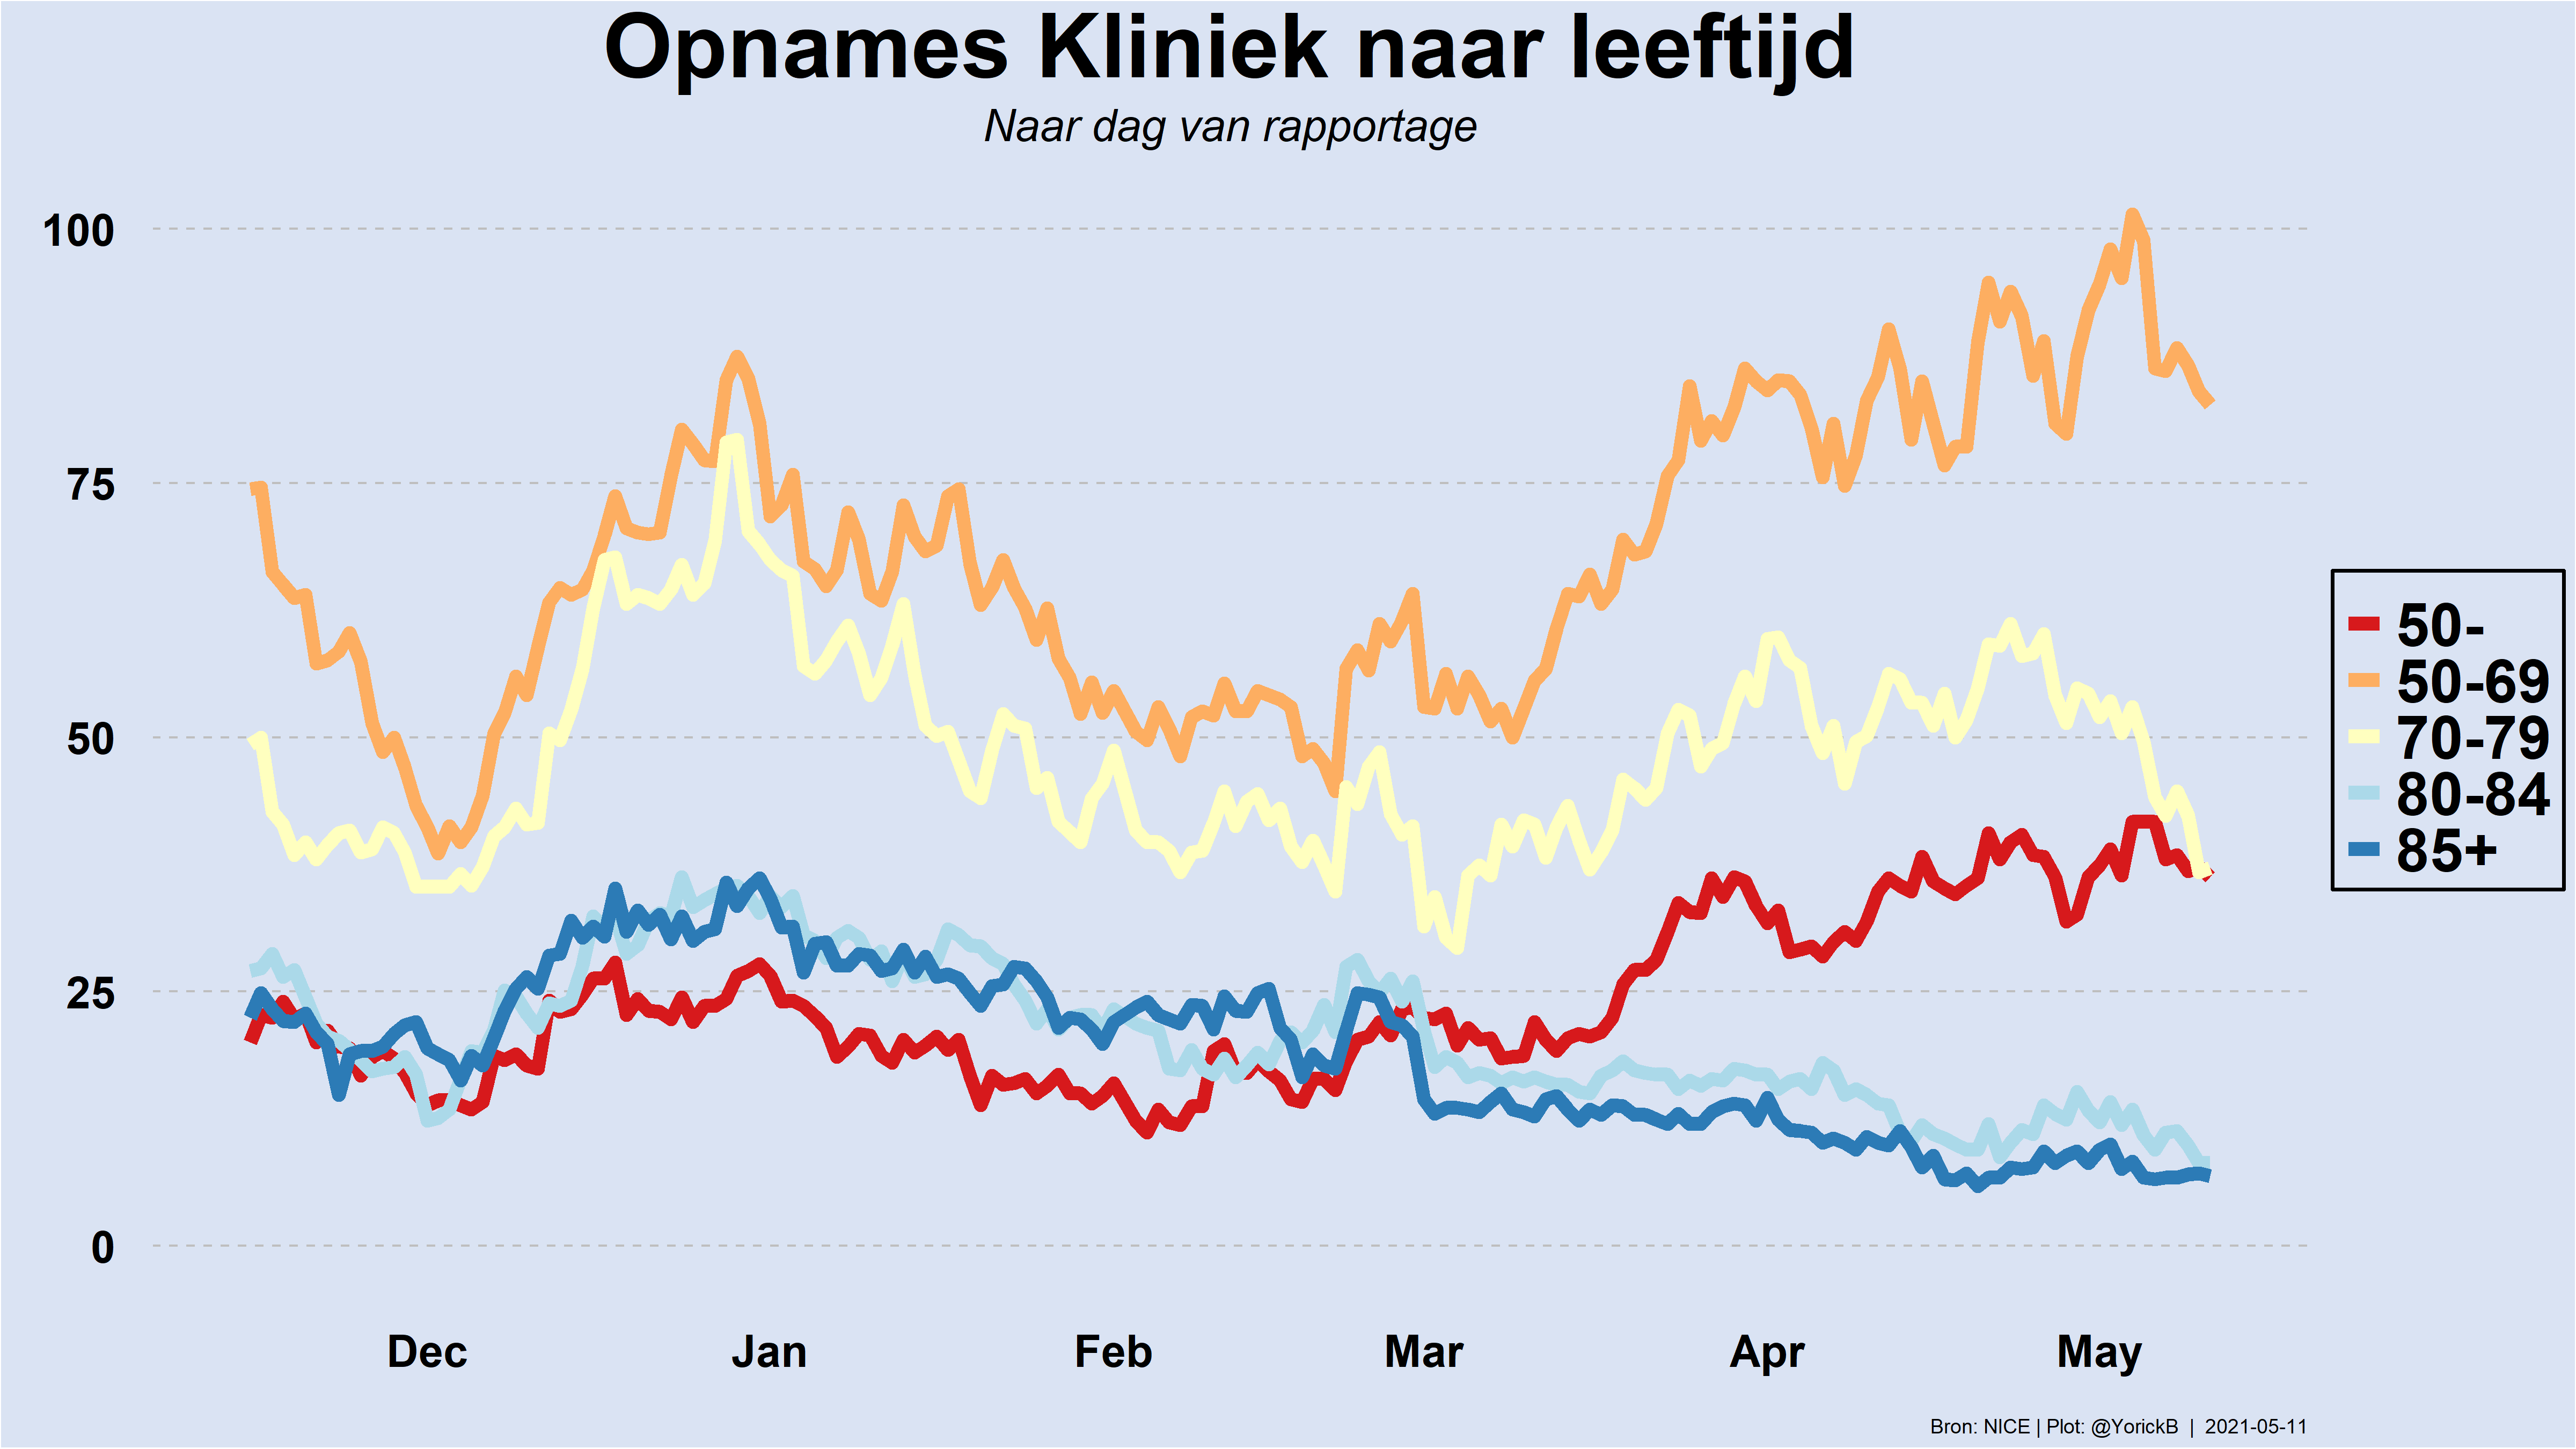 Opnames Kliniek naar leeftijd
Naar dag van rapportage
100
75
50
25
0
50-
50-69
70-79
80-84
85+
Dec Jan Feb Mar Apr May
Bron: NICE | Plot: @YorickB | 2021-05-11